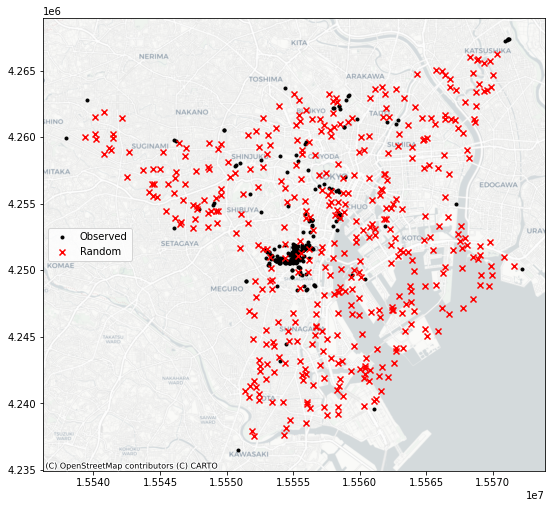 1e6
KITA
KATSUSHIKA
NERIMA
4.265
TOSHIMA
ARAKAWA
NAKANO
4.260
SUGINAMI
SUMIDA
SHINJUKU
MITAKA
EDOGAWA
4.255
SHIBUYA
CHUO
Observed
SETAGAYA
KOTO
Random
KOMAE
4.250
MEGURO
4.245
SHINAGAWA
4.240
KAWASAKI
4.235
(C) OpenStreetMap contributors (C) CARTO
1.5540 1.5545 1.5550 1.5555 1.5560 1.5565 1.5570
1e7